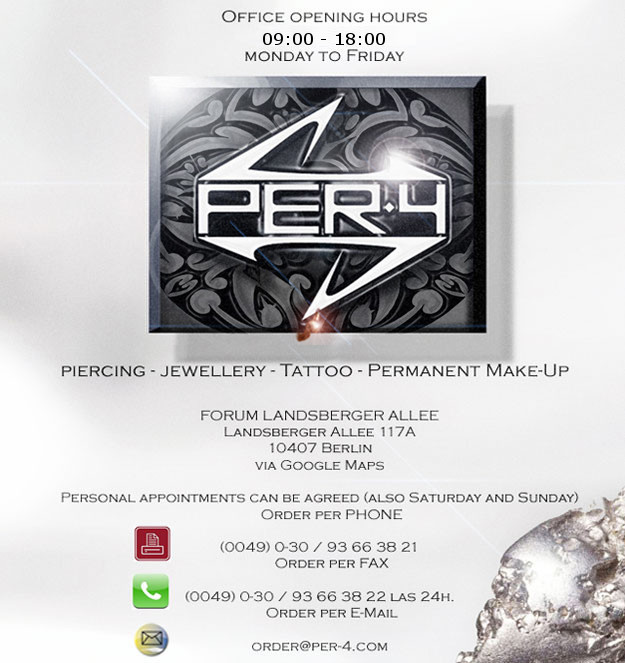 Office opening hours
09:00 - 18:00
monday to Friday
PER·4
piercing - jewellery - Tattoo - Permanent Make-Up
FORUM LANDSBERGER ALLEE
Landsberger Allee 117A
10407 Berlin
via Google Maps
Personal appointments can be agreed (also Saturday and Sunday)
Order per PHONE
(0049) 0-30 / 93 66 38 21
Order per FAX
(0049) 0-30 / 93 66 38 22 las 24h.
Order per E-Mail
order@per-4.com